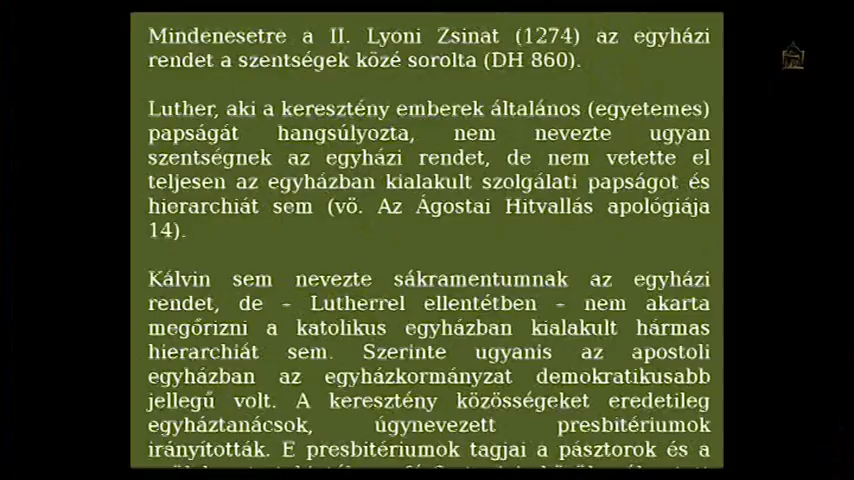 Mindenesetre a II. Lyoni Zsinat (1274) az egyházi
rendet a szentségek közé sorolta (DH 860).
Luther, aki a keresztény emberek általános (egyetemes)
papságát hangsúlyozta, nem nevezte ugyan
szentségnek az egyházi rendet, de nem vetette el
teljesen az egyházban kialakult szolgálati papságot és
hierarchiát sem (vö. Az Ágostai Hitvallás apológiája
14).
Kálvin sem nevezte sákramentumnak az egyházi
rendet, de – Lutherrel ellentétben – nem akarta
megőrizni a katolikus egyházban kialakult hármas
hierarchiát sem. Szerinte ugyanis az apostoli
egyházban az egyházkormányzat demokratikusabb
jellegű volt. A keresztény közösségeket eredetileg
egyháztanácsok, úgynevezett presbitériumok
irányították. E presbitériumok tagjai a pásztorok és a